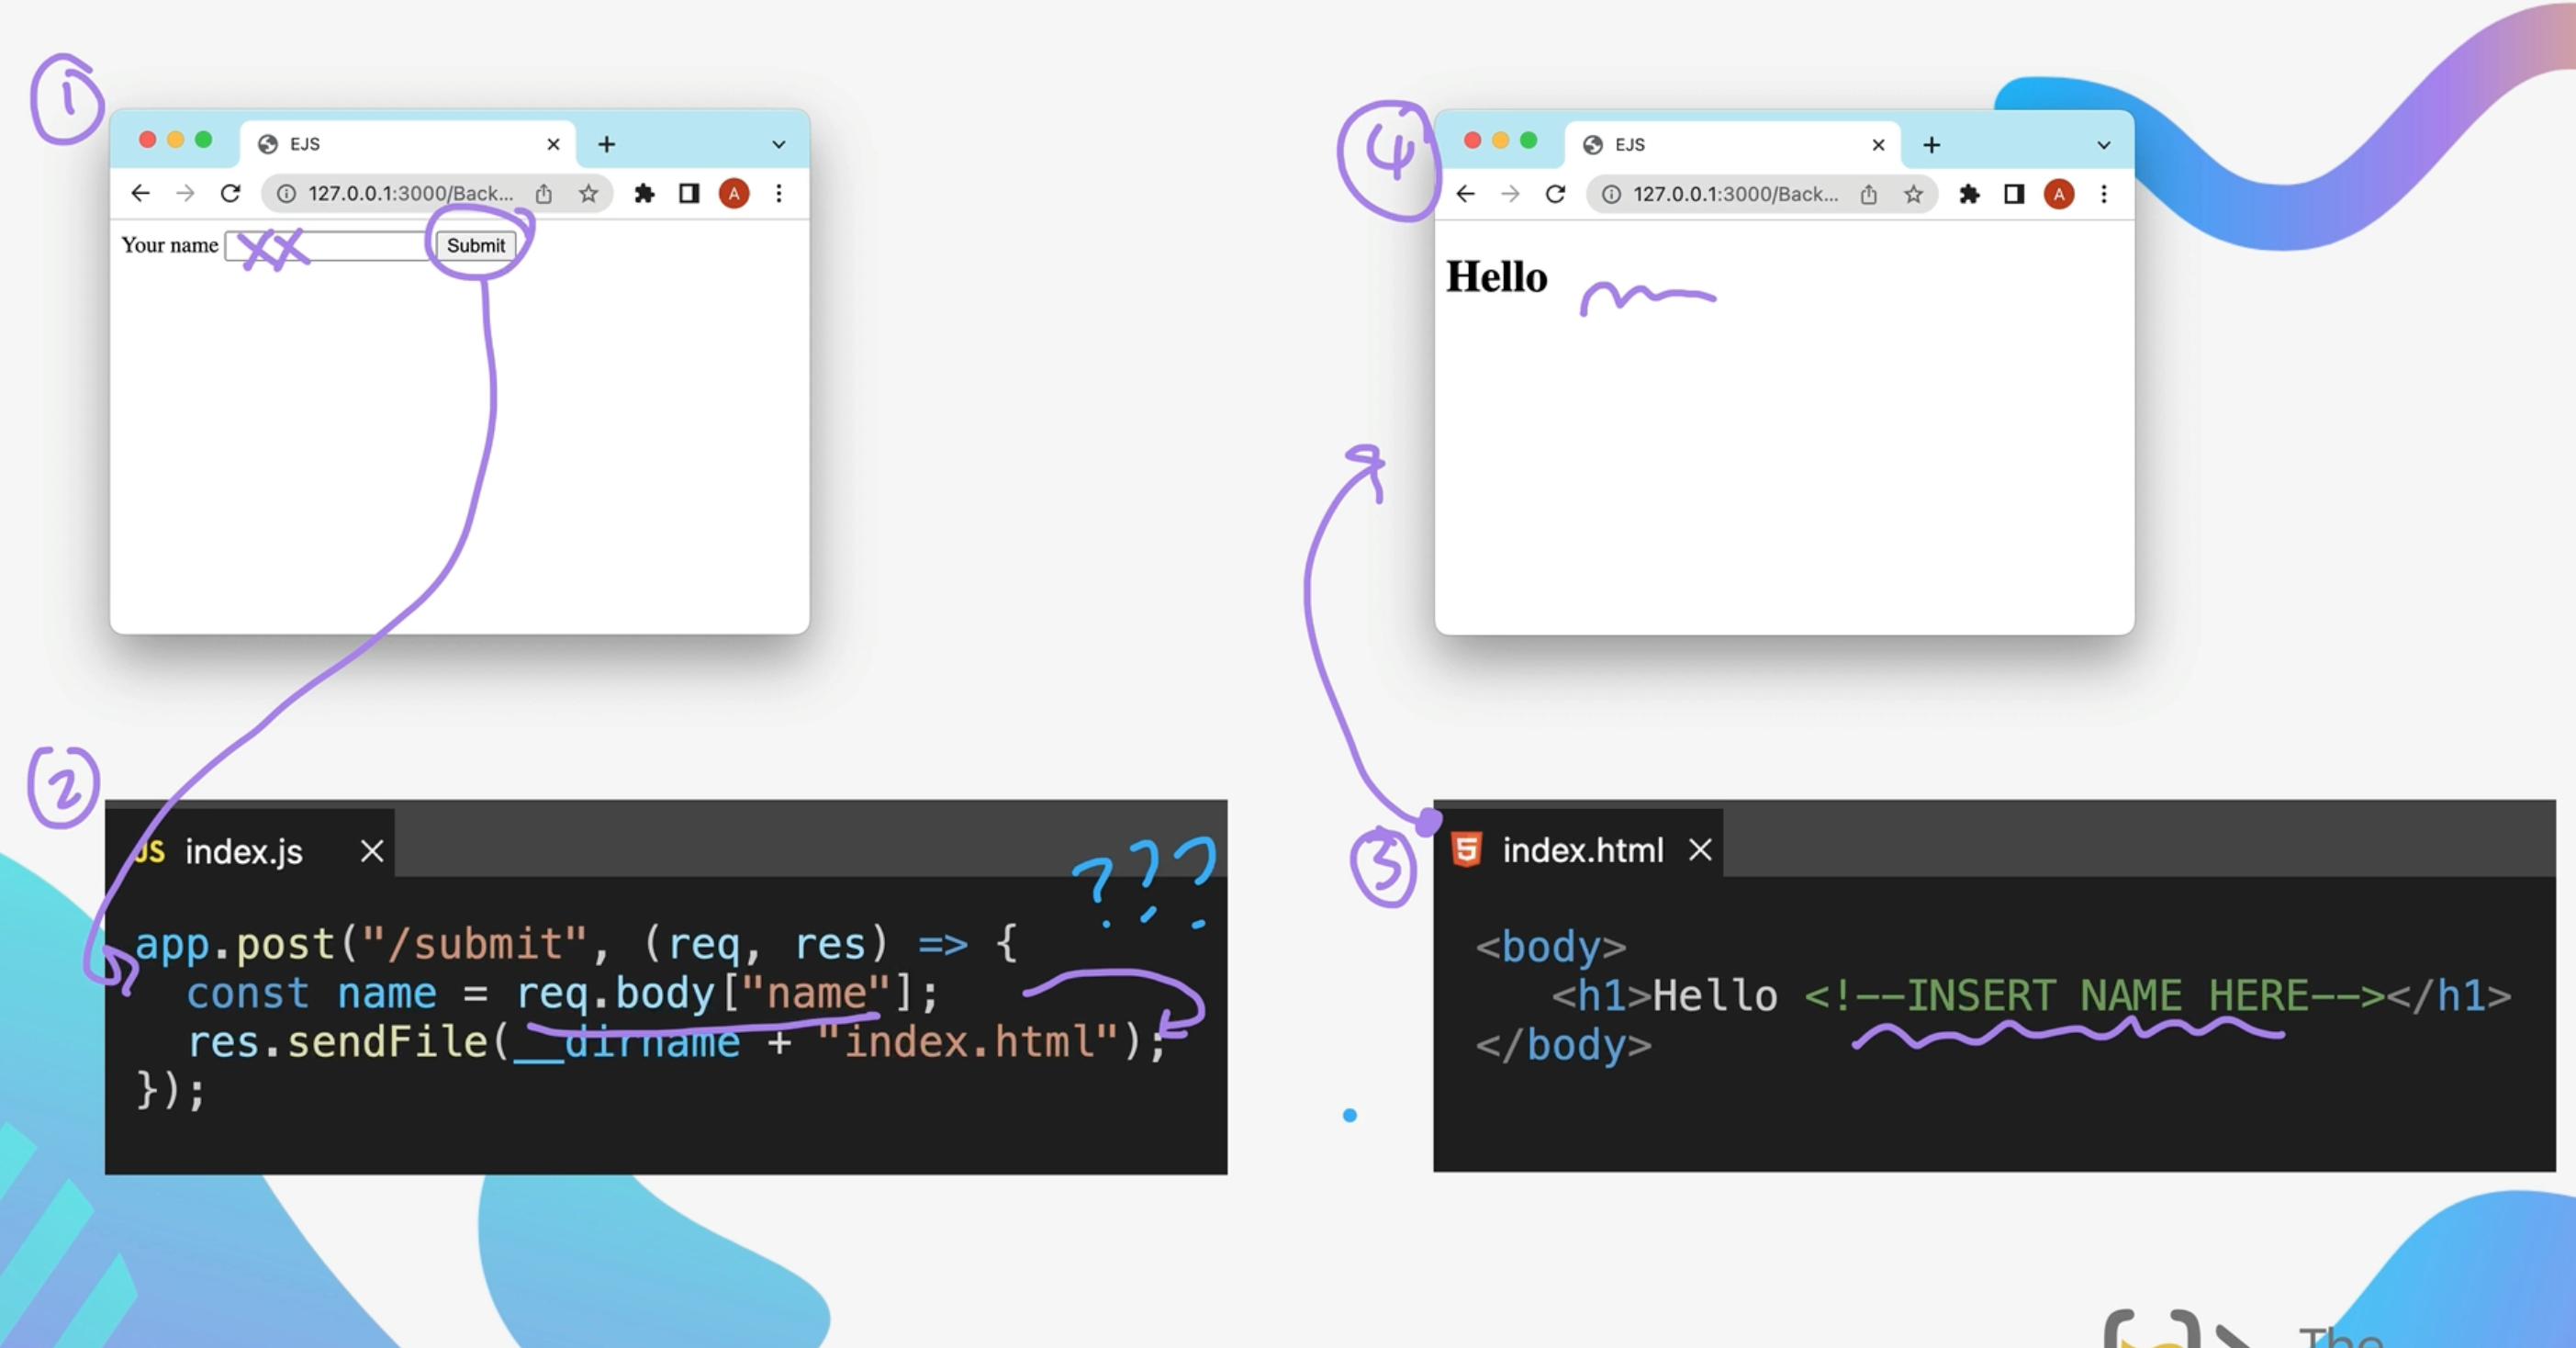 1
EJS
127.0.0.1:3000/Back...
A
Your name XX Submit
2
JS index.js
???
app.post("/submit", (req, res) => {
const name = req.body["name"];
res.sendFile(__dirname + "index.html");
});
4
EJS
127.0.0.1:3000/Back...
A
Hello
3
5 index.html
<body>
<h1>Hello <!--INSERT NAME HERE--></h1>
</body>
The